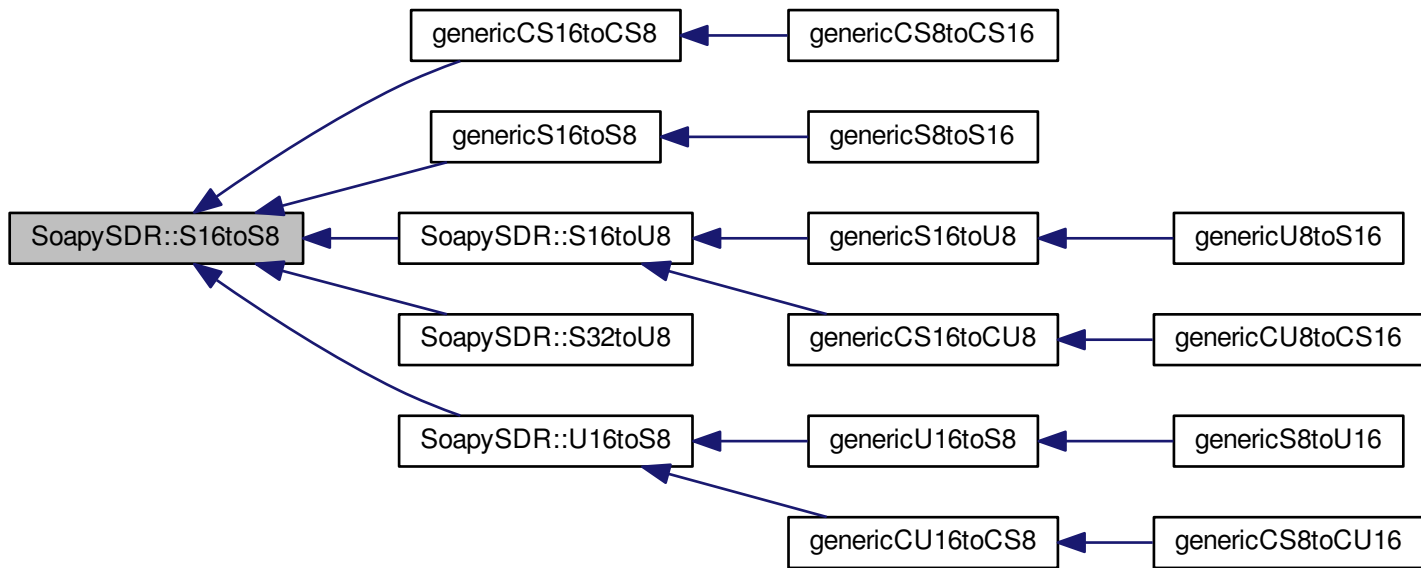 genericCS16toCS8
genericCS8toCS16
genericS16toS8
genericS8toS16
SoapySDR::S16toS8
SoapySDR::S16toU8
genericS16toU8
genericU8toS16
SoapySDR::S32toU8
genericCS16toCU8
genericCU8toCS16
SoapySDR::U16toS8
genericU16toS8
genericS8toU16
genericCU16toCS8
genericCS8toCU16